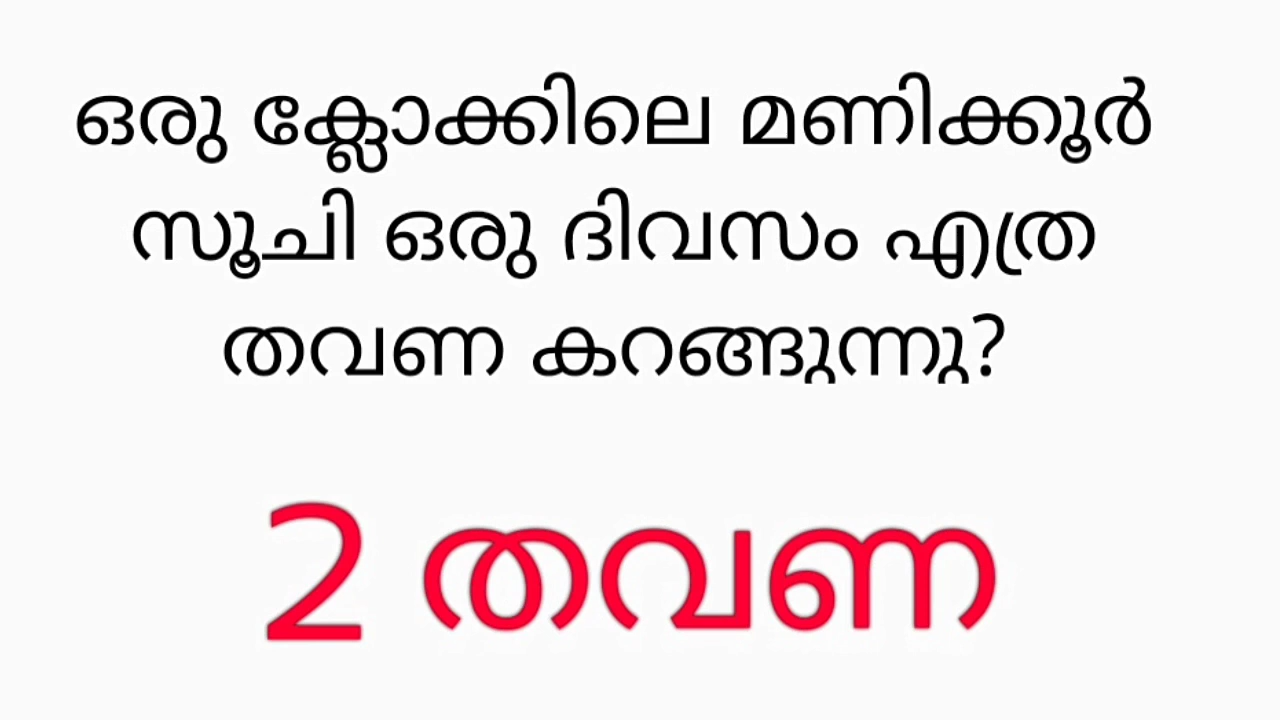 ഒരു ക്ലോക്കിലെ മണിക്കൂർ
സൂചി ഒരു ദിവസം എത്ര
തവണ കറങ്ങുന്നു?
2 തവണ